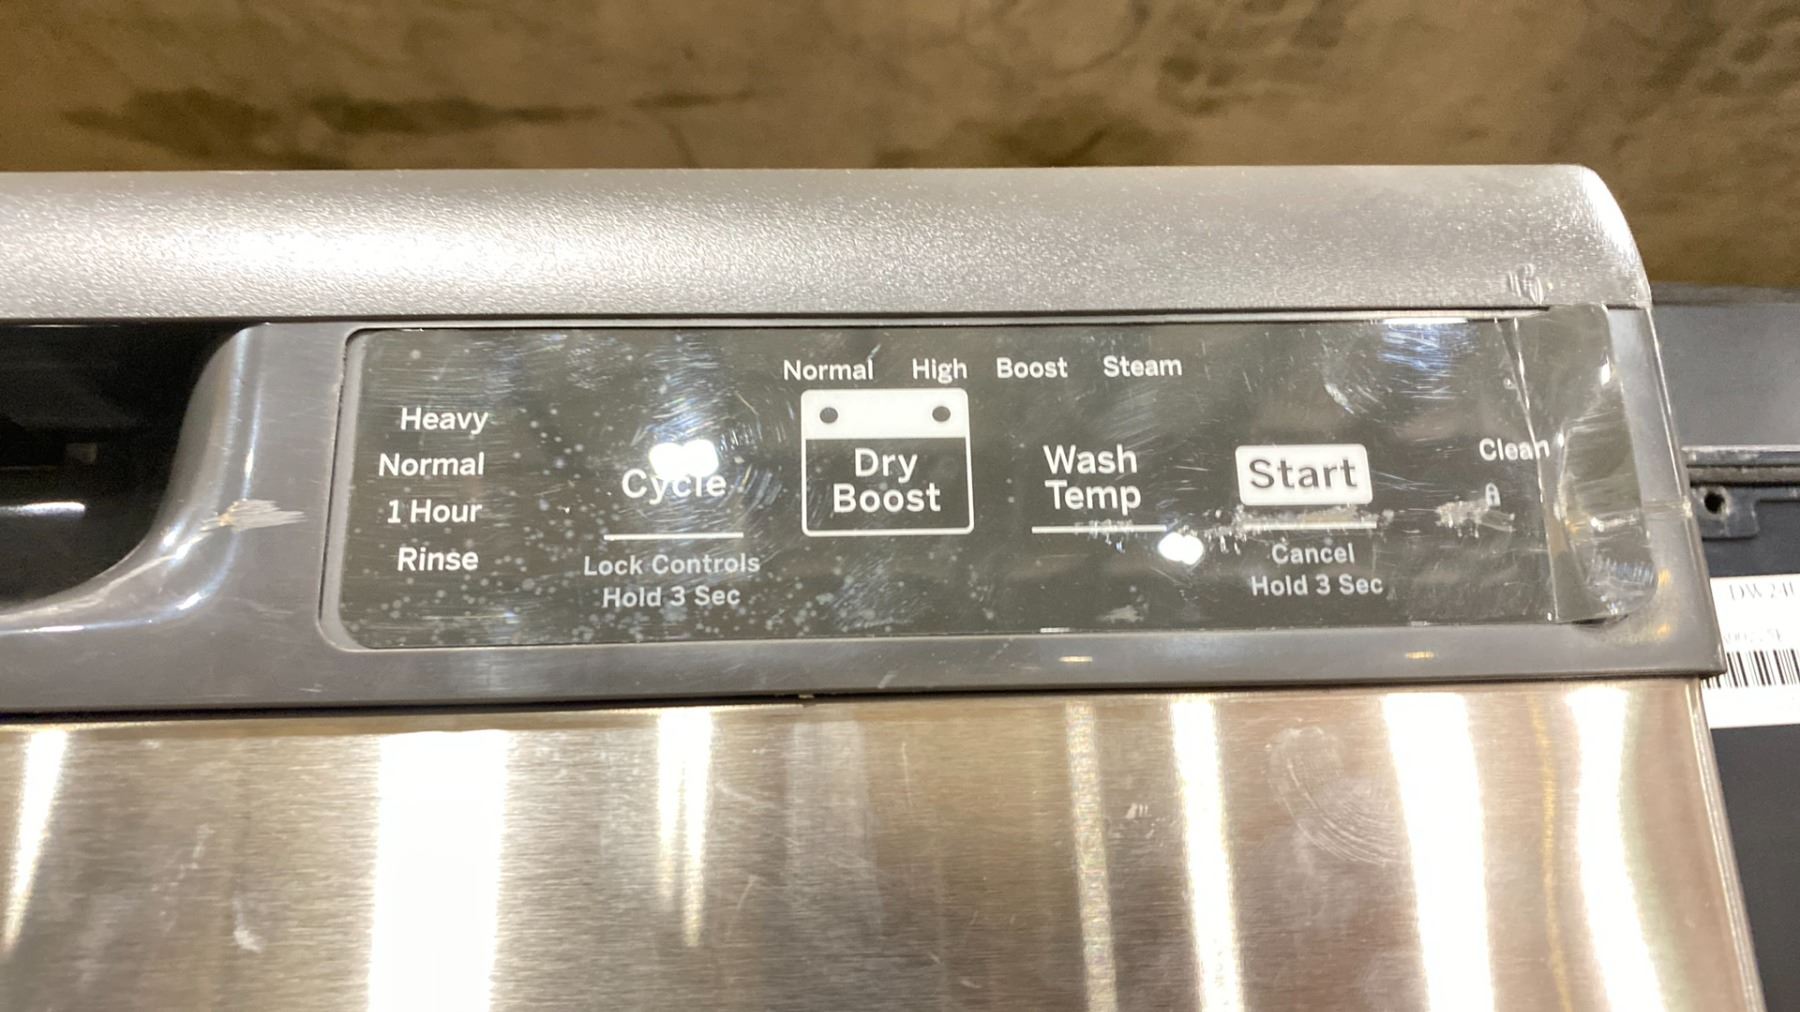 Normal High Boost Steam
Heavy
Normal
1 Hour
Rinse
Cycle
Lock Controls
Hold 3 Sec
Dry
Boost
Wash
Temp
Start
Cancel
Hold 3 Sec
Clean